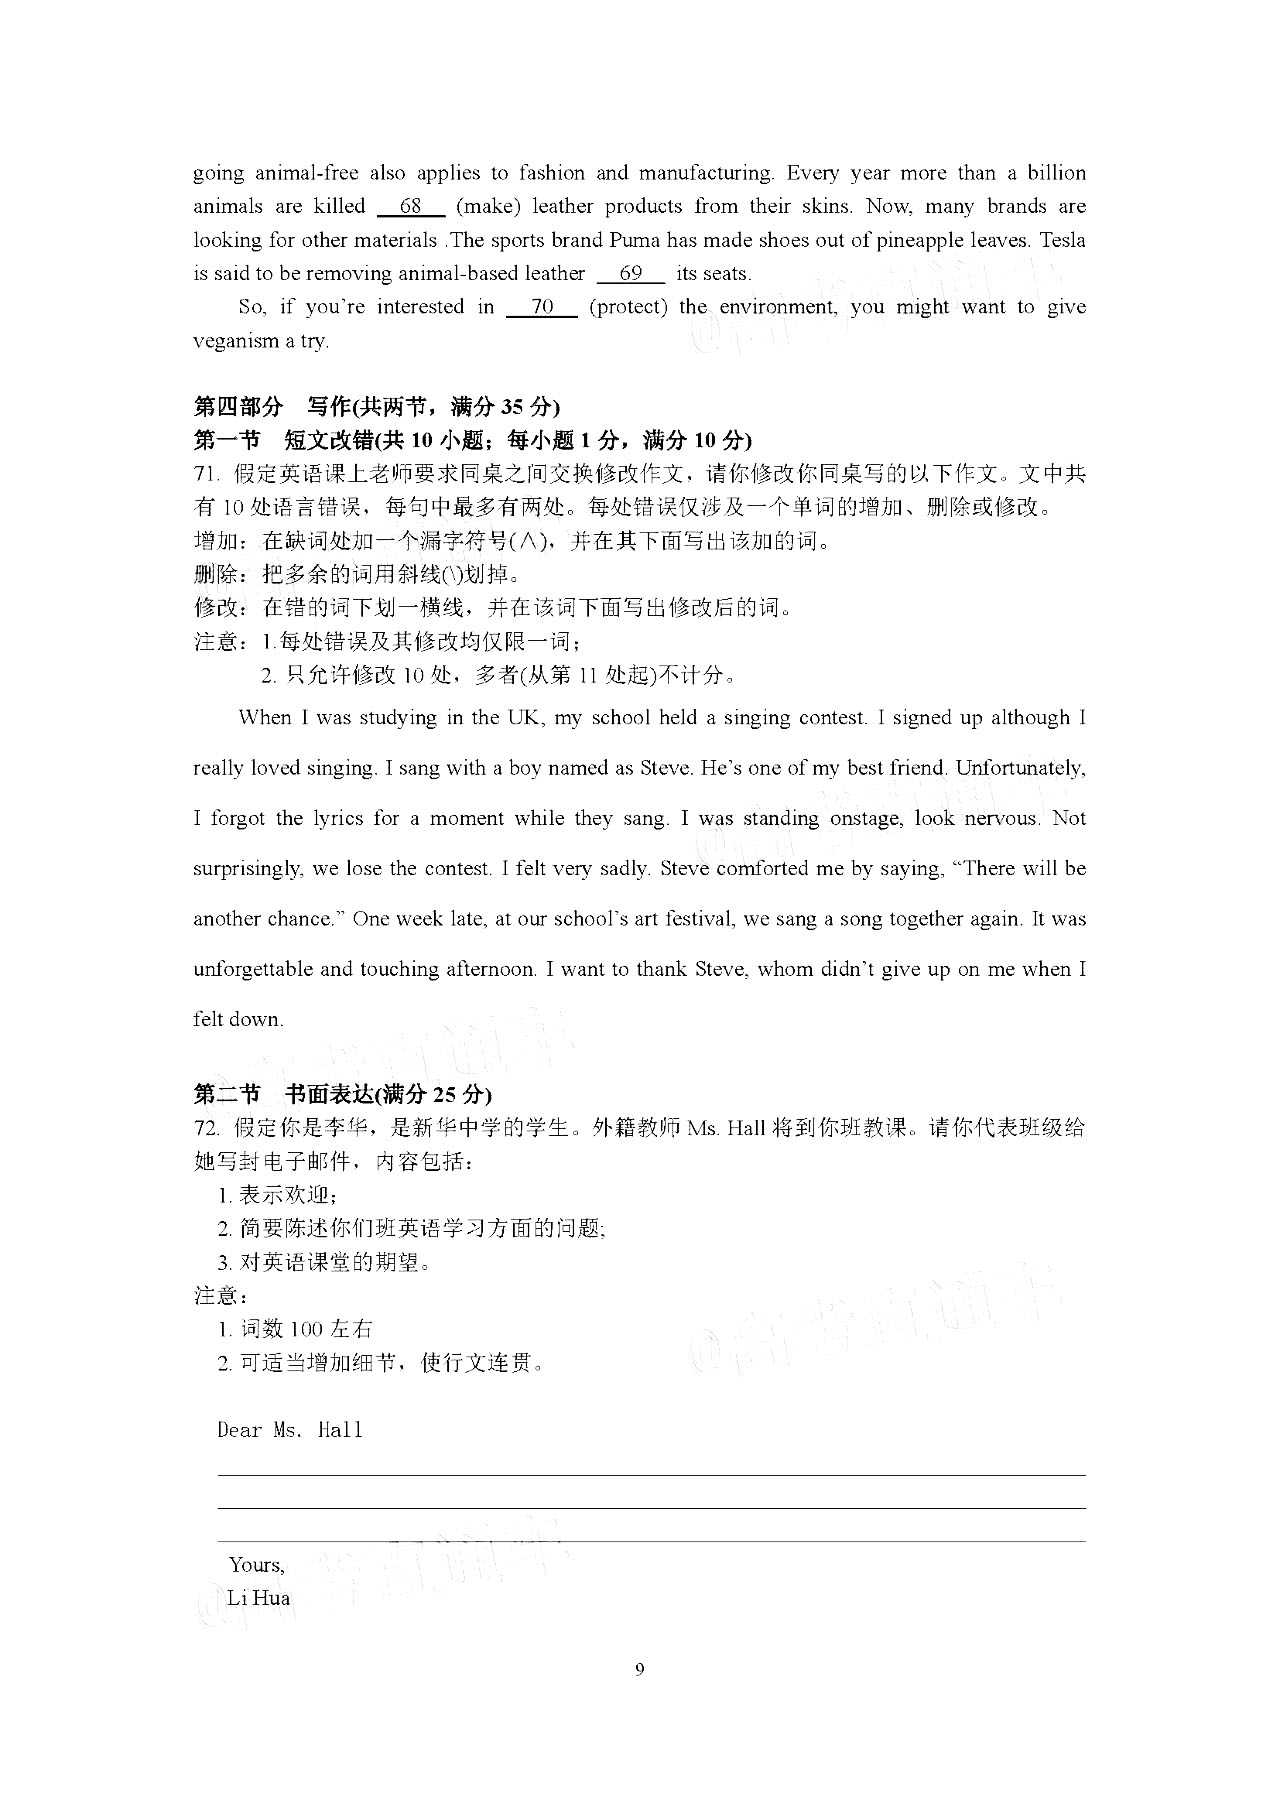 going animal-free also applies to fashion and manufacturing. Every year more than a billion
animals are killed 68 (make) leather products from their skins. Now, many brands are
looking for other materials .The sports brand Puma has made shoes out of pineapple leaves. Tesla
is said to be removing animal-based leather 69 its seats.
So, if you’re interested in 70 (protect) the environment, you might want to give
veganism a try.
第四部分 写作(共两节，满分 35 分)
第一节 短文改错(共 10 小题；每小题 1 分，满分 10 分)
71. 假定英语课上老师要求同桌之间交换修改作文，请你修改你同桌写的以下作文。文中共
有 10 处语言错误，每句中最多有两处。每处错误仅涉及一个单词的增加、删除或修改。
增加：在缺词处加一个漏字符号(∧)，并在其下面写出该加的词。
删除：把多余的词用斜线(\)划掉。
修改：在错的词下划一横线，并在该词下面写出修改后的词。
注意：1.每处错误及其修改均仅限一词；
2. 只允许修改 10 处，多者(从第 11 处起)不计分。
When I was studying in the UK, my school held a singing contest. I signed up although I
really loved singing. I sang with a boy named as Steve. He’s one of my best friend. Unfortunately,
I forgot the lyrics for a moment while they sang. I was standing onstage, look nervous. Not
surprisingly, we lose the contest. I felt very sadly. Steve comforted me by saying, “There will be
another chance.” One week late, at our school’s art festival, we sang a song together again. It was
unforgettable and touching afternoon. I want to thank Steve, whom didn’t give up on me when I
felt down.
第二节 书面表达(满分 25 分)
72. 假定你是李华，是新华中学的学生。外籍教师 Ms. Hall 将到你班教课。请你代表班级给
她写封电子邮件，内容包括：
1. 表示欢迎；
2. 简要陈述你们班英语学习方面的问题;
3. 对英语课堂的期望。
注意：
1. 词数 100 左右
2. 可适当增加细节，使行文连贯。
Dear Ms. Hall
Yours,
Li Hua
9